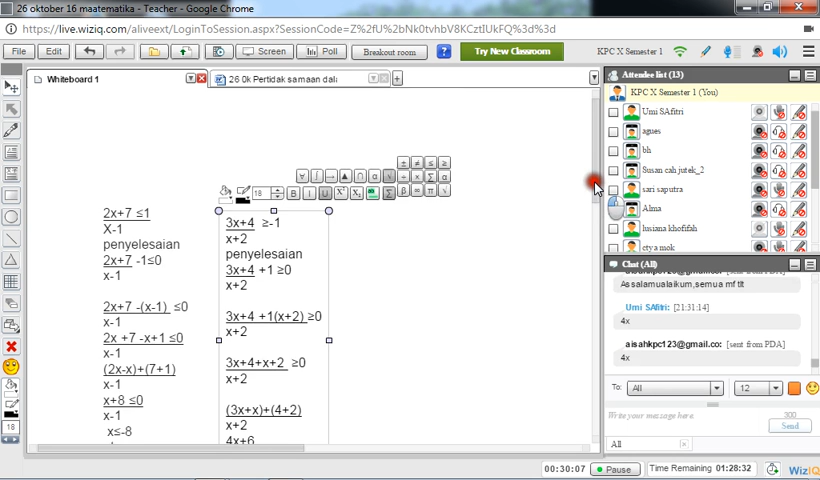 26 oktober 16 maatematika - Teacher - Google Chrome
https://live.wiziq.com/aliveext/LoginToSession.aspx?SessionCode=Z%2fU%2bNk0tvhbV8KCztIUkFQ%3d%3d
File
Edit
Screen
Poll
Breakout room
?
Try New Classroom
KPC X Semester 1
Whiteboard 1
26 0k Pertidak samaan dala
Attendee list (13)
KPC X Semester 1 (You)
Umi SAfitri
agues
bh
Susan cah jutek_2
sari saputra
Alma
lusiana khofifah
18
B I U X² X₂
2x+7 ≤1
X-1
penyelesaian
2x+7 -1≤0
x-1
2x+7 -(x-1) ≤0
x-1
2x +7 -x+1 ≤0
x-1
(2x-x)+(7+1)
x-1
x+8 ≤0
x-1
x≤-8
3x+4 ≥-1
x+2
penyelesaian
3x+4 +1 ≥0
x+2
3x+4 +1(x+2) ≥0
x+2
3x+4+x+2 ≥0
x+2
(3x+x)+(4+2)
x+2
4x+6
Chat (All)
Assalamualaikum,semua mf tlt
Umi SAfitri: [21:31:14]
4x
aisahkpc123@gmail.co: [sent from PDA]
4x
To:
All
12
Write your message here.
300
Send
All
18
00:30:07
Pause
Time Remaining 01:28:32
WizIQ